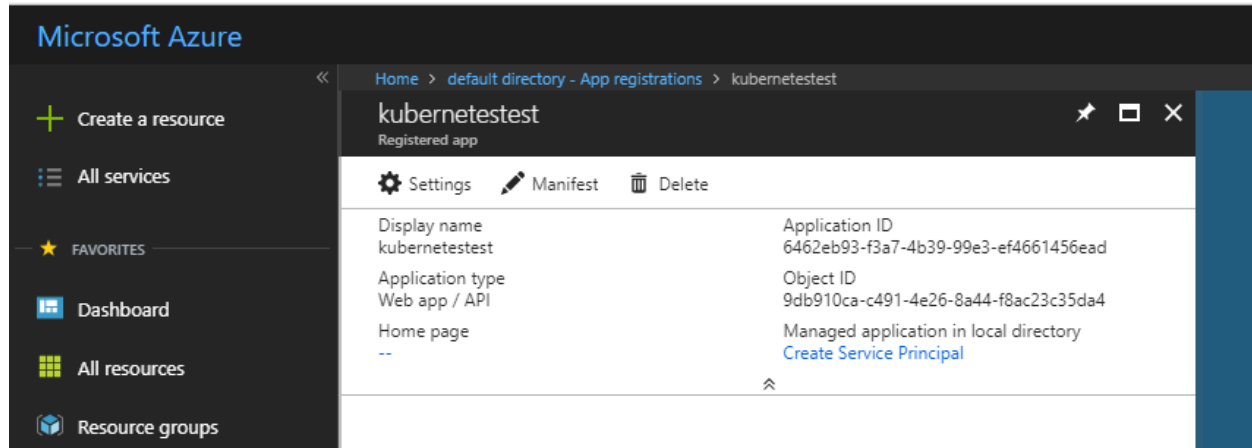 Microsoft Azure
Home > default directory - App registrations > kubernetestest
Create a resource
All services
FAVORITES
Dashboard
All resources
Resource groups
kubernetestest
Registered app
Settings Manifest Delete
Display name
kubernetestest
Application type
Web app / API
Home page
--
Application ID
6462eb93-f3a7-4b39-99e3-ef4661456ead
Object ID
9db910ca-c491-4e26-8a44-f8ac23c35da4
Managed application in local directory
Create Service Principal